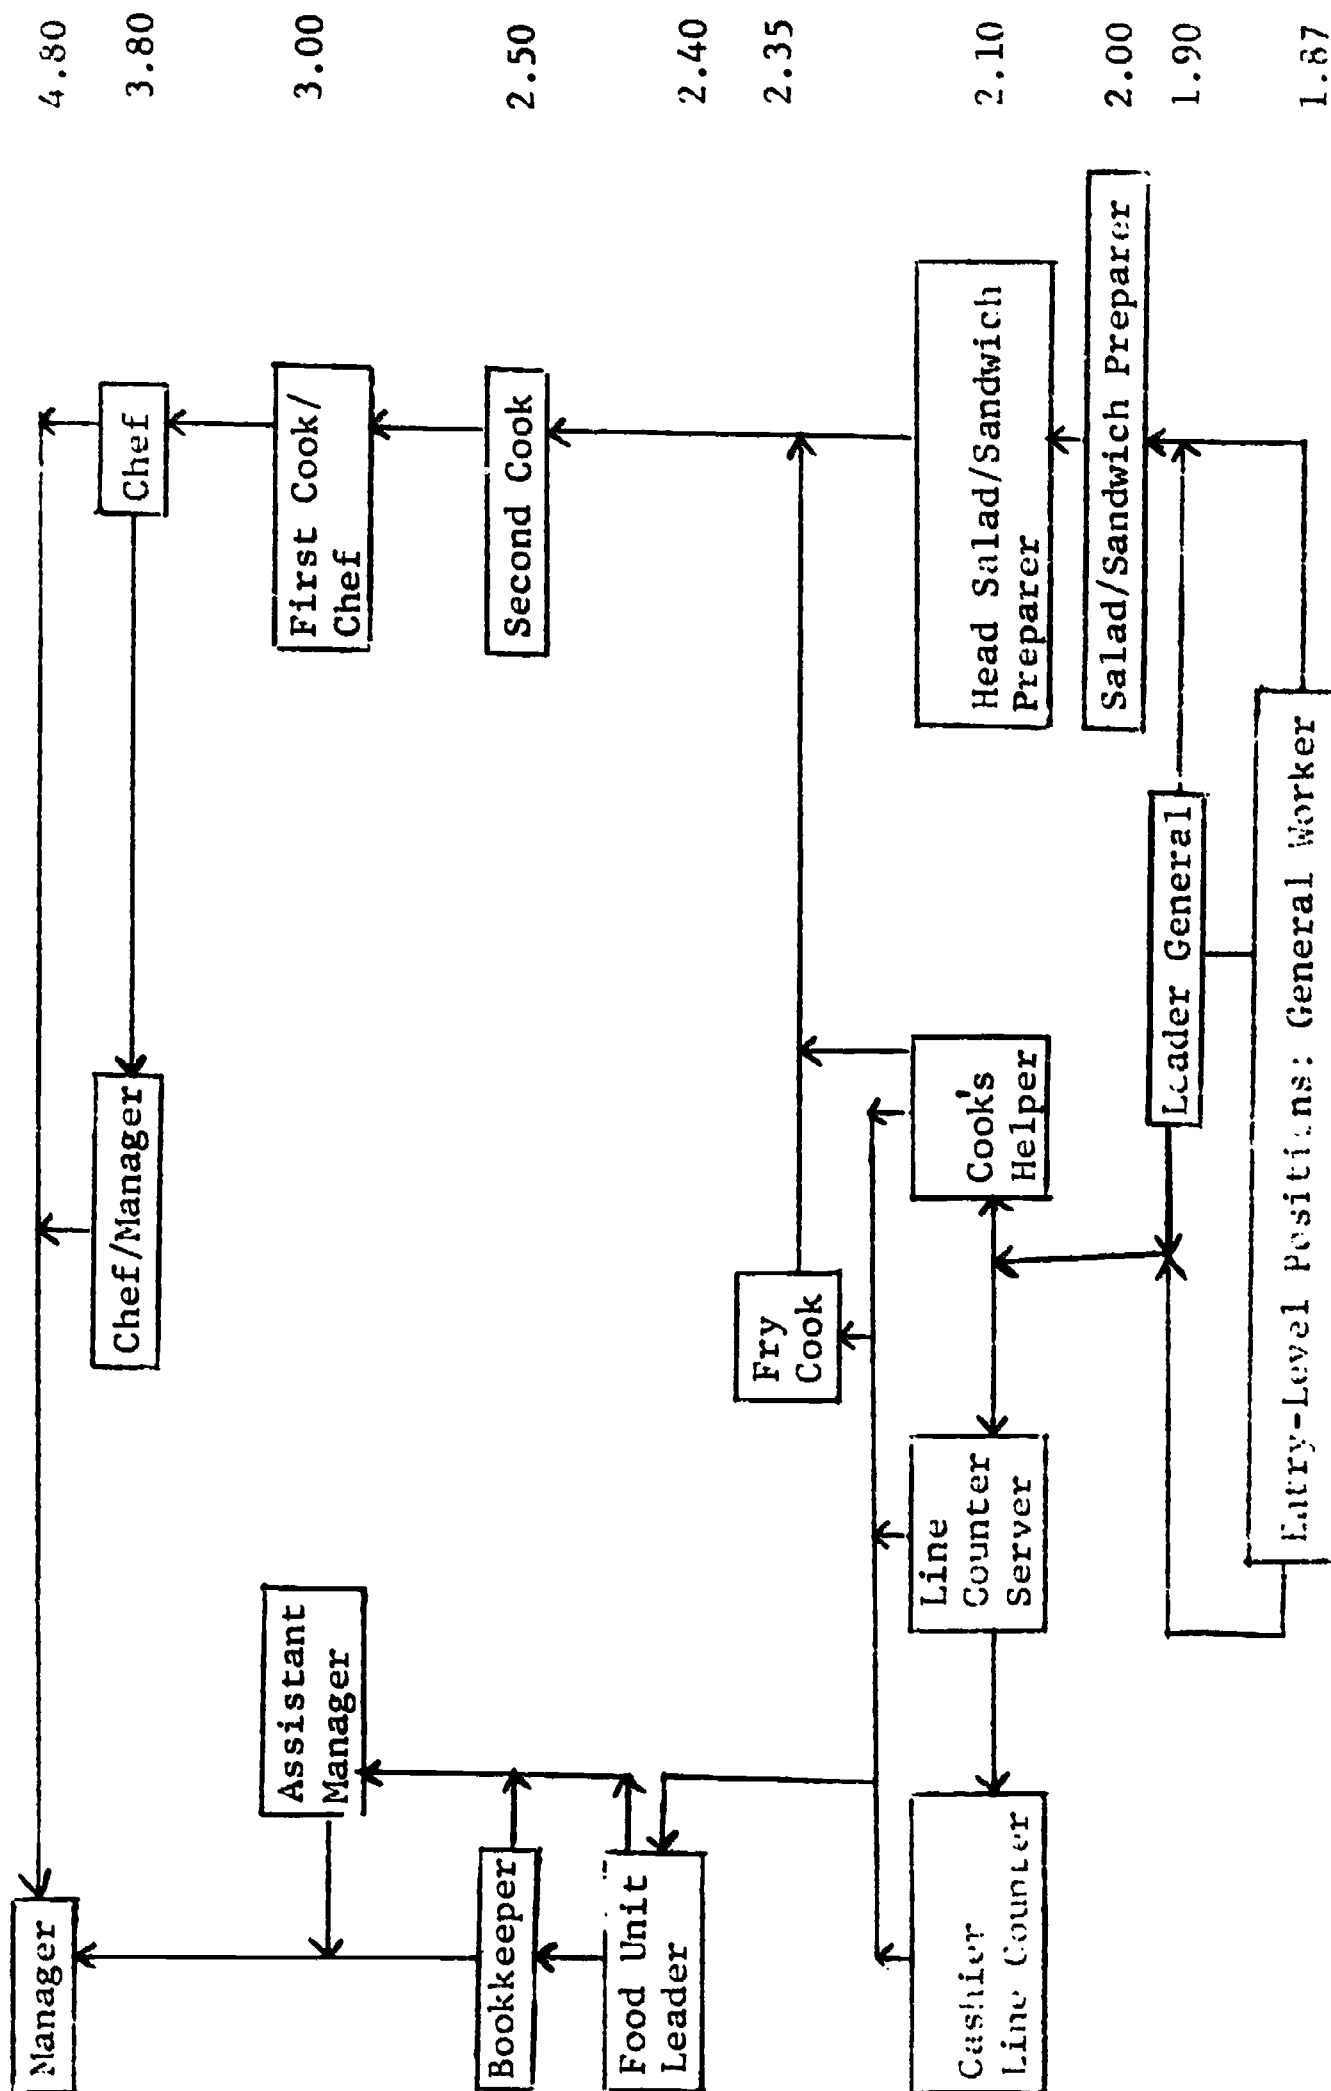 Manager
Chef/Manager
Chef
4.80
3.80
Assistant
Manager
First Cook/
Chef
3.00
Bookkeeper
Second Cook
2.50
Food Unit
Leader
2.40
Fry
Cook
2.35
Cashier
Line Counter
Line
Counter
Server
Cook's
Helper
Head Salad/Sandwich
Preparer
2.10
Salad/Sandwich Preparer
2.00
Leader General
1.90
Entry-Level Positions: General Worker
1.87